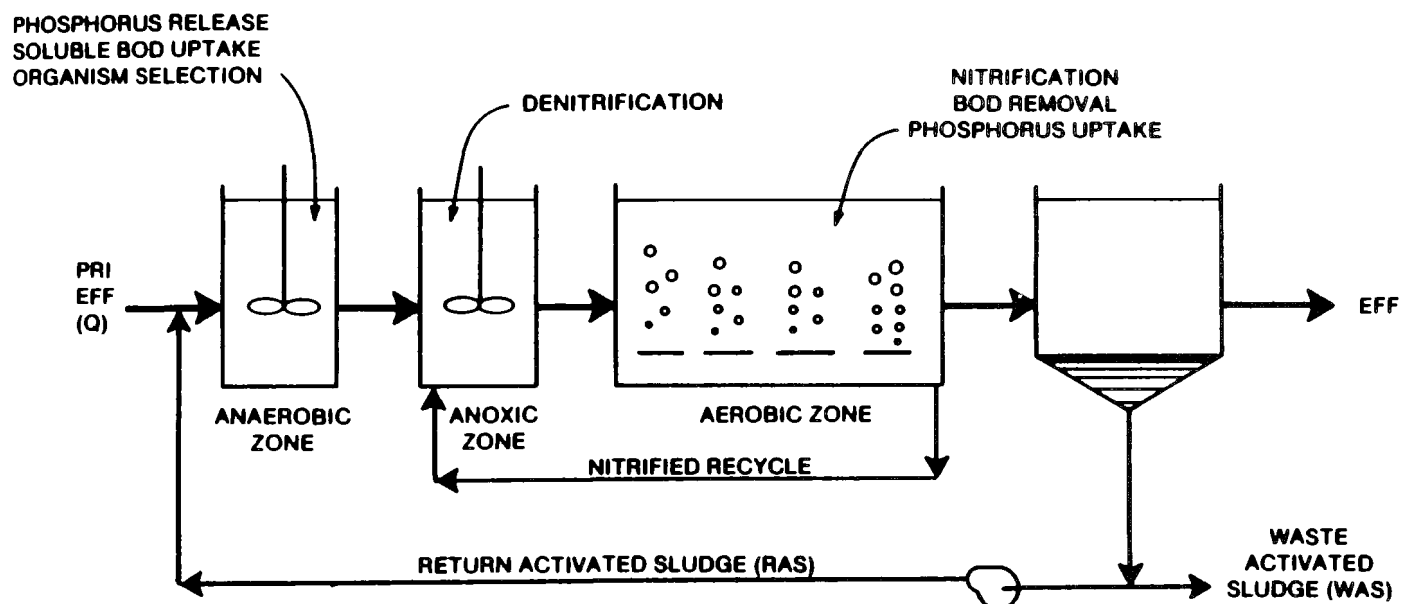 PHOSPHORUS RELEASE
SOLUBLE BOD UPTAKE
ORGANISM SELECTION
DENITRIFICATION
NITRIFICATION
BOD REMOVAL
PHOSPHORUS UPTAKE
PRI
EFF
(Q)
EFF
ANAEROBIC
ZONE
ANOXIC
ZONE
AEROBIC ZONE
NITRIFIED RECYCLE
RETURN ACTIVATED SLUDGE (RAS)
WASTE
ACTIVATED
SLUDGE (WAS)